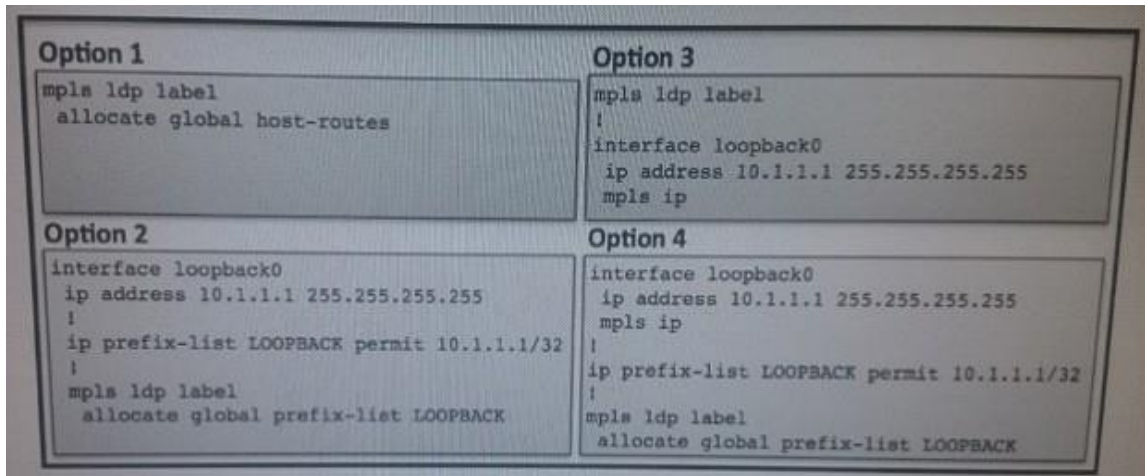 Option 1
mpls ldp label
allocate global host-routes
Option 2
interface loopback0
ip address 10.1.1.1 255.255.255.255
!
ip prefix-list LOOPBACK permit 10.1.1.1/32
!
mpls ldp label
allocate global prefix-list LOOPBACK
Option 3
mpls ldp label
!
interface loopback0
ip address 10.1.1.1 255.255.255.255
mpls ip
Option 4
interface loopback0
ip address 10.1.1.1 255.255.255.255
mpls ip
!
ip prefix-list LOOPBACK permit 10.1.1.1/32
!
mpls ldp label
allocate global prefix-list LOOPBACK